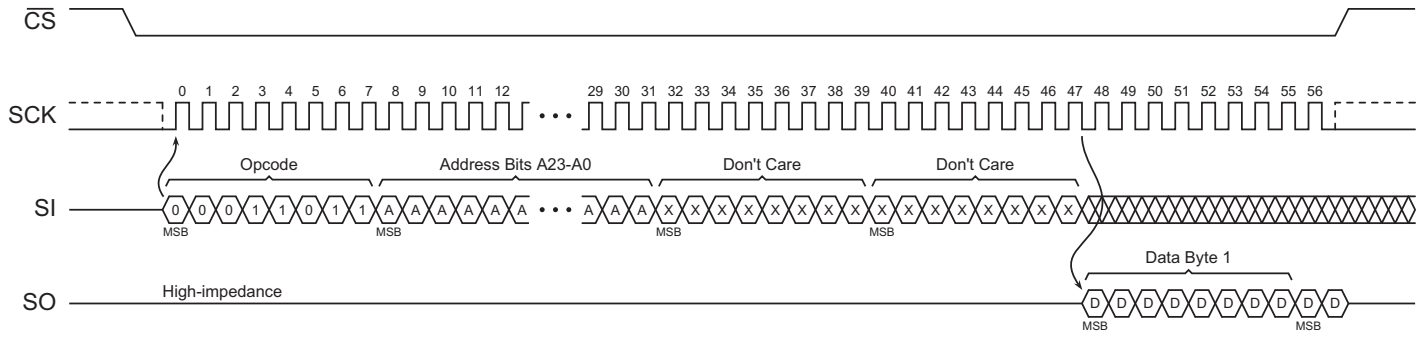 CS
0 1 2 3 4 5 6 7 8 9 10 11 12 29 30 31 32 33 34 35 36 37 38 39 40 41 42 43 44 45 46 47 48 49 50 51 52 53 54 55 56
SCK
Opcode Address Bits A23-A0 Don't Care Don't Care
SI 0 0 0 1 1 0 1 1 A A A A A A ••• A A A X X X X X X X X X X X X X X X X
MSB MSB MSB MSB
Data Byte 1
High-impedance
SO D D D D D D D D D D
MSB MSB